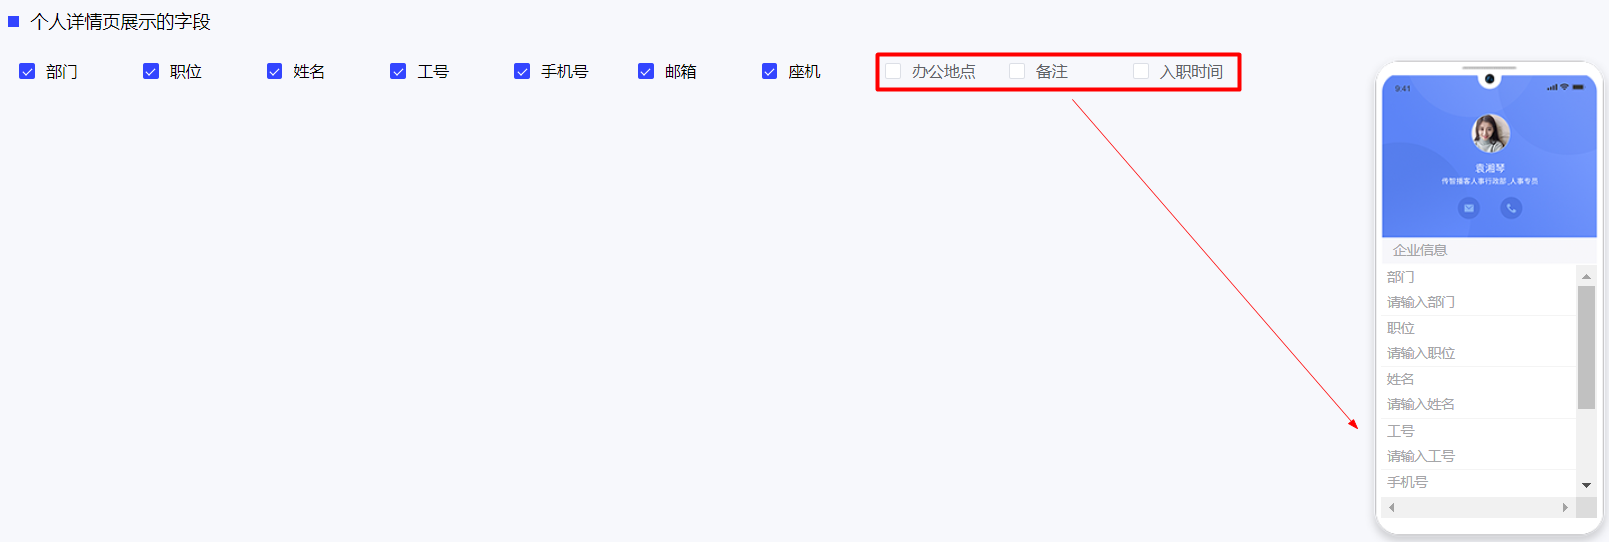 个人详情页展示的字段
部门 职位 姓名 工号 手机号 邮箱 座机 办公地点 备注 入职时间
9:41
袁湘琴
传智播客人事行政部_人事专员
企业信息
部门
请输入部门
职位
请输入职位
姓名
请输入姓名
工号
请输入工号
手机号